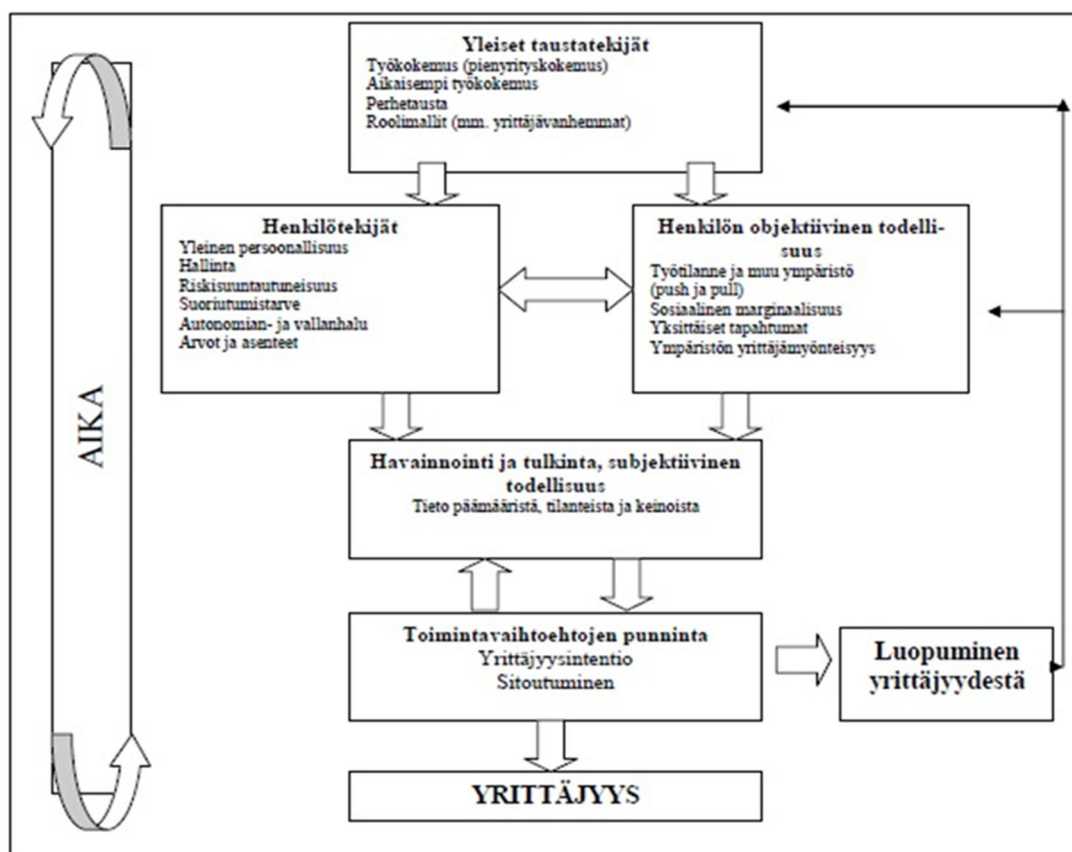 Yleiset taustatekijät
Työkokemus (pienyrityskokemus)
Aikaisempi työkokemus
Perhetausta
Roolimallit (mm. yrittäjävanhemmat)
Henkilötekijät
Yleinen persoonallisuus
Hallinta
Riskisuuntautuneisuus
Suoriutumistarve
Autonomian- ja vallanhalu
Arvot ja asenteet
Henkilön objektiivinen todelli-
suus
Työtilanne ja muu ympäristö
(push ja pull)
Sosiaalinen marginaalisuus
Yksittäiset tapahtumat
Ympäristön yrittäjämyönteisyys
AIKA
Havainnointi ja tulkinta, subjektiivinen
todellisuus
Tieto päämääristä, tilanteista ja keinoista
Toimintavaihtoehtojen punninta
Yrittäjyysintentio
Sitoutuminen
Luopuminen
yrittäjyydestä
YRITTÄJYYS